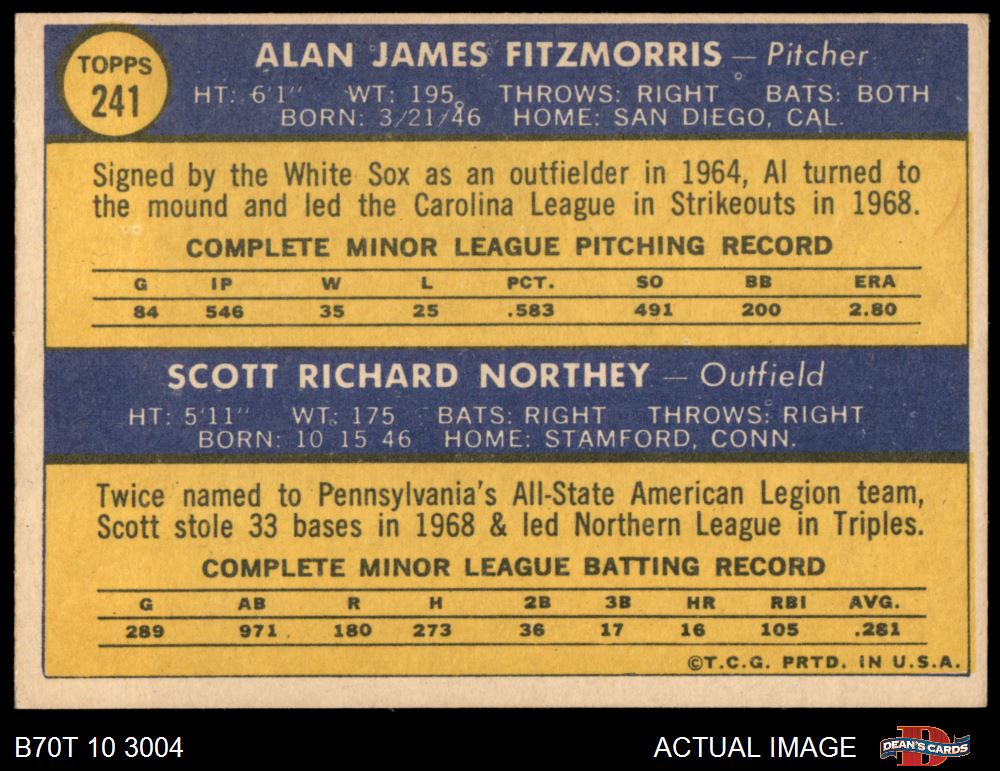 TOPPS
241
ALAN JAMES FITZMORRIS — Pitcher
HT: 6'1" WT: 195 THROWS: RIGHT BATS: BOTH
BORN: 3/21/46 HOME: SAN DIEGO, CAL.
Signed by the White Sox as an outfielder in 1964, Al turned to
the mound and led the Carolina League in Strikeouts in 1968.
COMPLETE MINOR LEAGUE PITCHING RECORD
G IP W L PCT. SO BB ERA
84 546 35 25 .583 491 200 2.80
SCOTT RICHARD NORTHEY — Outfield
HT: 5'11" WT: 175 BATS: RIGHT THROWS: RIGHT
BORN: 10 15 46 HOME: STAMFORD, CONN.
Twice named to Pennsylvania's All-State American Legion team,
Scott stole 33 bases in 1968 & led Northern League in Triples.
COMPLETE MINOR LEAGUE BATTING RECORD
G AB R H 2B 3B HR RBI AVG.
289 971 180 273 36 17 16 105 .281
©T.C.G. PRTD. IN U.S.A.
B70T 10 3004
ACTUAL IMAGE
DEAN'S CARDS